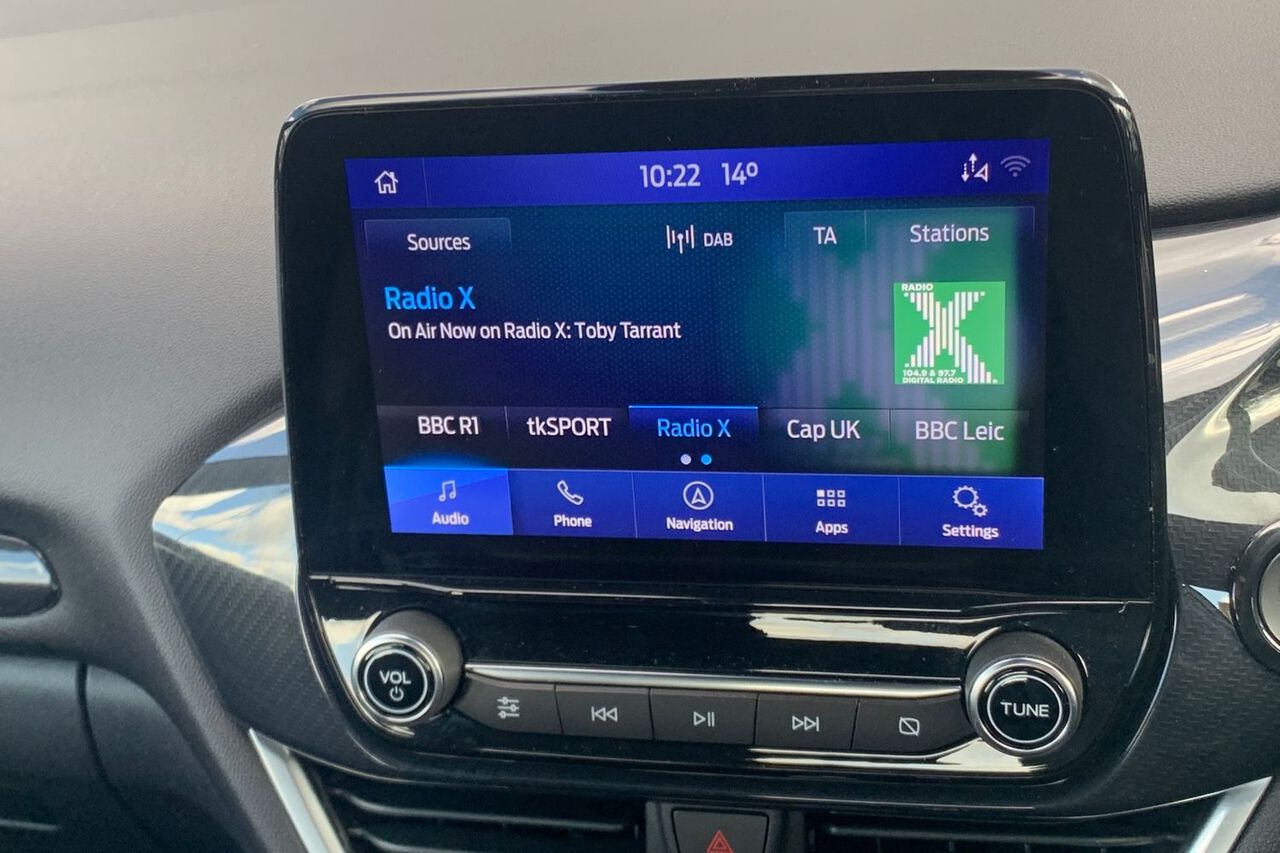 10:22 14º
Sources
DAB
TA
Stations
Radio X
On Air Now on Radio X: Toby Tarrant
RADIO
X
104.9 & 97.7
DIGITAL RADIO
BBC R1
tkSPORT
Radio X
Cap UK
BBC Leic
Audio
Phone
Navigation
Apps
Settings
VOL
TUNE